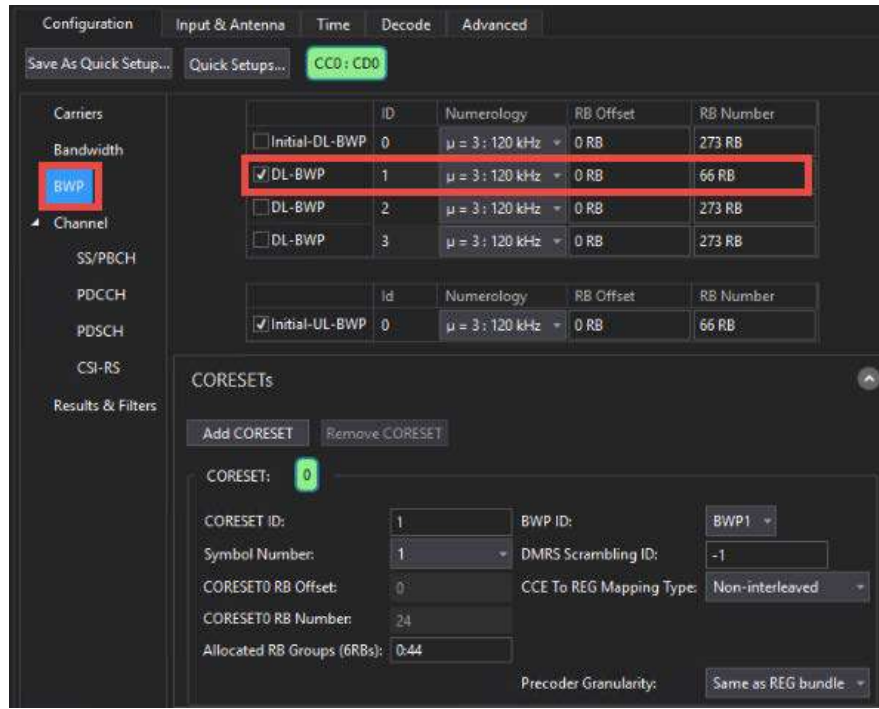 Configuration Input & Antenna Time Decode Advanced
Save As Quick Setup... Quick Setups... CC0 : CD0
Carriers
Bandwidth
BWP
Channel
SS/PBCH
PDCCH
PDSCH
CSI-RS
Results & Filters
ID Numerology RB Offset RB Number
Initial-DL-BWP 0 μ = 3 : 120 kHz 0 RB 273 RB
DL-BWP 1 μ = 3 : 120 kHz 0 RB 66 RB
DL-BWP 2 μ = 3 : 120 kHz 0 RB 273 RB
DL-BWP 3 μ = 3 : 120 kHz 0 RB 273 RB
Id Numerology RB Offset RB Number
Initial-UL-BWP 0 μ = 3 : 120 kHz 0 RB 66 RB
CORESETs
Add CORESET Remove CORESET
CORESET: 0
CORESET ID: 1 BWP ID: BWP1
Symbol Number: 1 DMRS Scrambling ID: -1
CORESET0 RB Offset: 0 CCE To REG Mapping Type: Non-interleaved
CORESET0 RB Number: 24
Allocated RB Groups (6RBs): 0:44
Precoder Granularity: Same as REG bundle